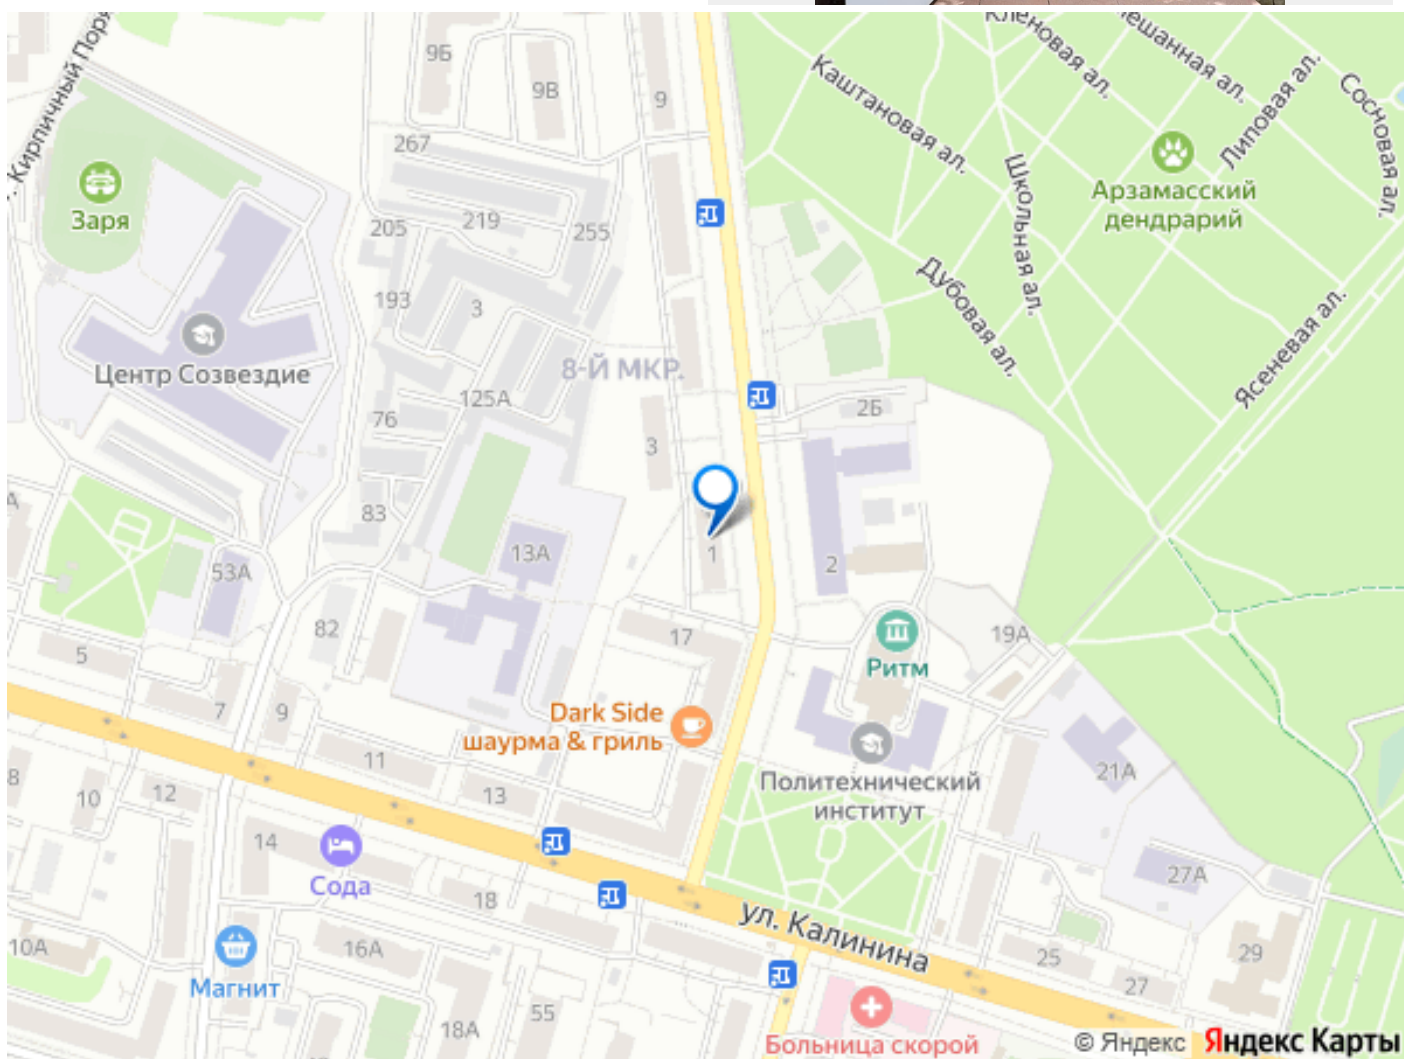 Кленовая ал.
Каштановая ал.
Липовая ал.
Сосновая ал.
Школьная ал.
Арзамасский
дендрарий
Дубовая ал.
Ясеневая ал.
9Б
9В
9
267
Заря
205
219
255
193
3
Центр Созвездие
8-Й МКР.
125А
76
3
2Б
83
13А
1
2
53А
82
17
19А
Ритм
5
7
9
Dark Side
шаурма & гриль
11
13
Политехнический
институт
21А
8
10
12
14
Сода
18
27А
ул. Калинина
10А
16А
Магнит
18А
55
25
27
29
Больница скорой
© Яндекс
Яндекс Карты